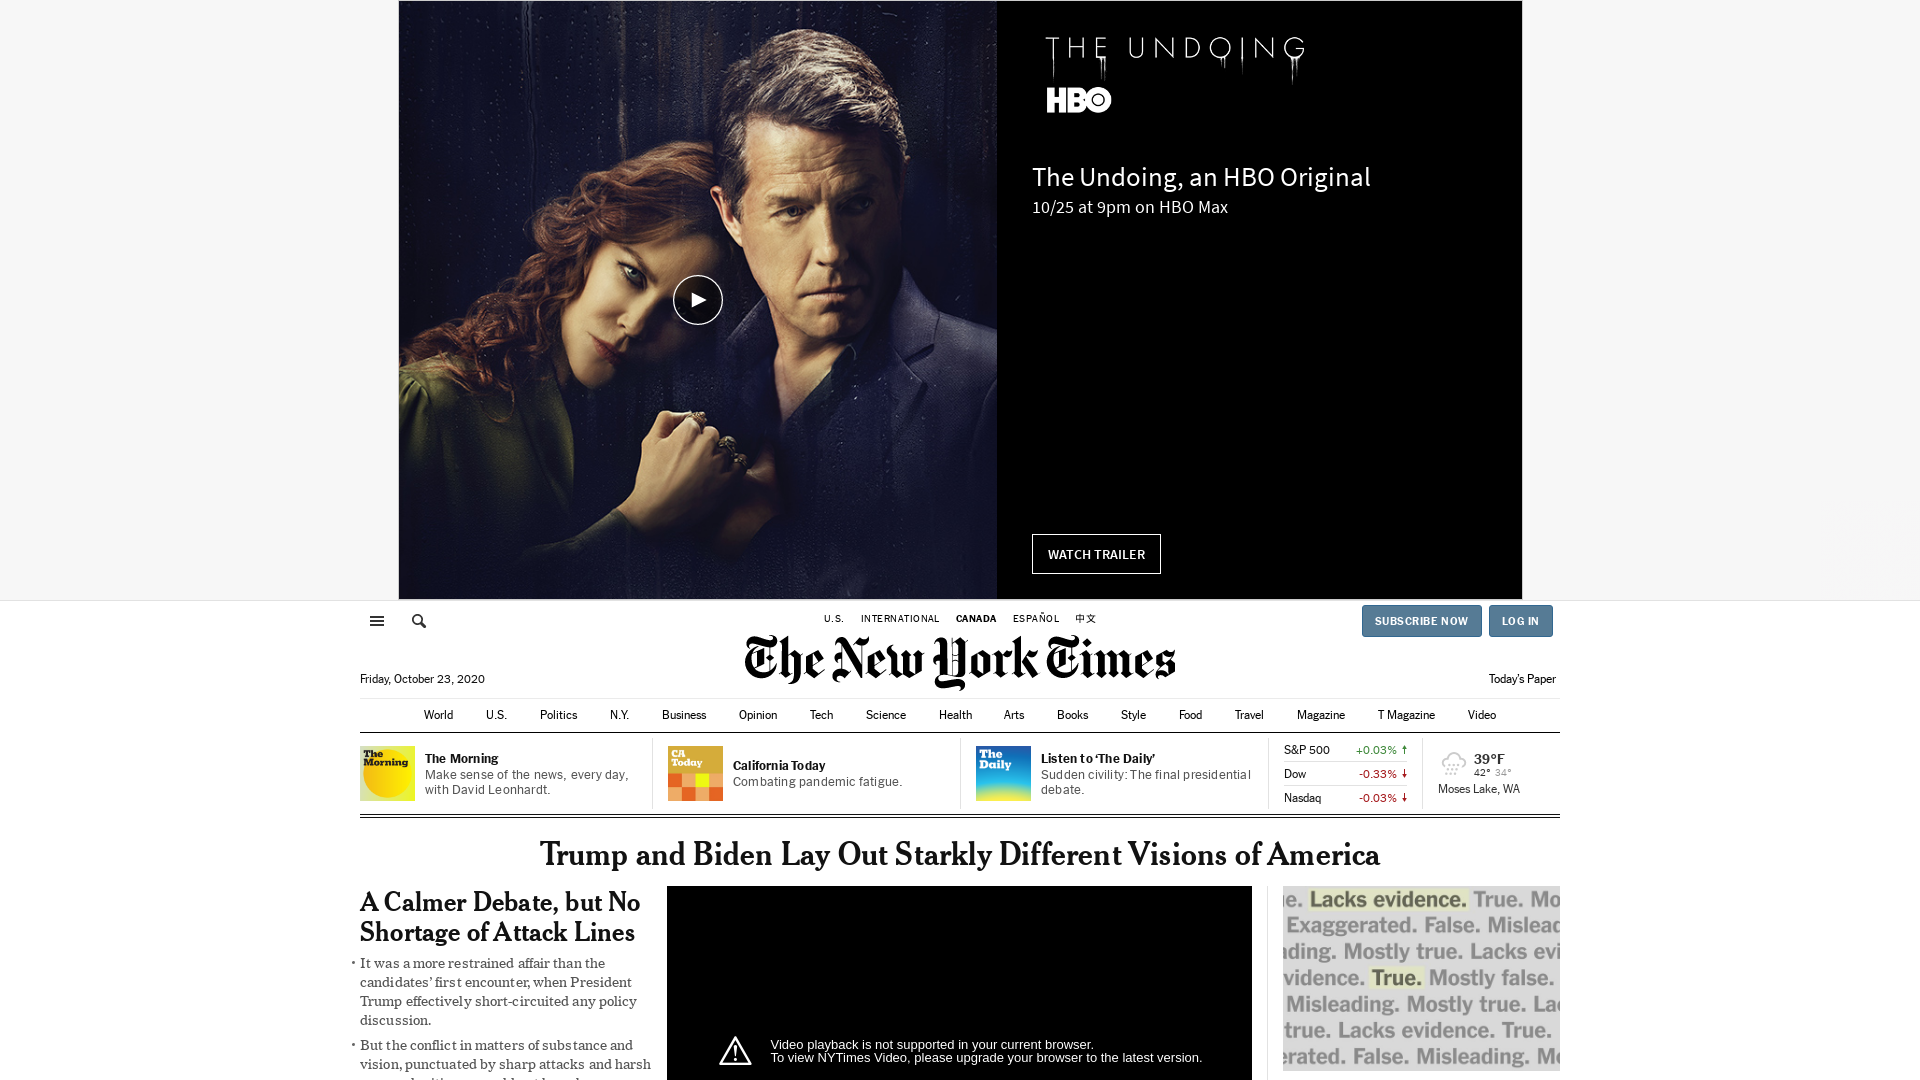 THE UNDOING
HBO
The Undoing, an HBO Original
10/25 at 9pm on HBO Max
WATCH TRAILER
U.S. INTERNATIONAL CANADA ESPAÑOL 中文
SUBSCRIBE NOW LOG IN
The New York Times
Friday, October 23, 2020
Today's Paper
World U.S. Politics N.Y. Business Opinion Tech Science Health Arts Books Style Food Travel Magazine T Magazine Video
The
Morning
The Morning
Make sense of the news, every day,
with David Leonhardt.
CA
Today
California Today
Combating pandemic fatigue.
The
Daily
Listen to ‘The Daily’
Sudden civility: The final presidential
debate.
S&P 500 +0.03% ↑
Dow -0.33% ↓
Nasdaq -0.03% ↓
39°F
42° 34°
Moses Lake, WA
Trump and Biden Lay Out Starkly Different Visions of America
A Calmer Debate, but No
Shortage of Attack Lines
• It was a more restrained affair than the
candidates’ first encounter, when President
Trump effectively short-circuited any policy
discussion.
• But the conflict in matters of substance and
vision, punctuated by sharp attacks and harsh
Video playback is not supported in your current browser.
To view NYTimes Video, please upgrade your browser to the latest version.
e. Lacks evidence. True. Mo
Exaggerated. False. Mislead
ding. Mostly true. Lacks evi
vidence. True. Mostly false.
Misleading. Mostly true. Lac
true. Lacks evidence. True.
erated. False. Misleading. Mo